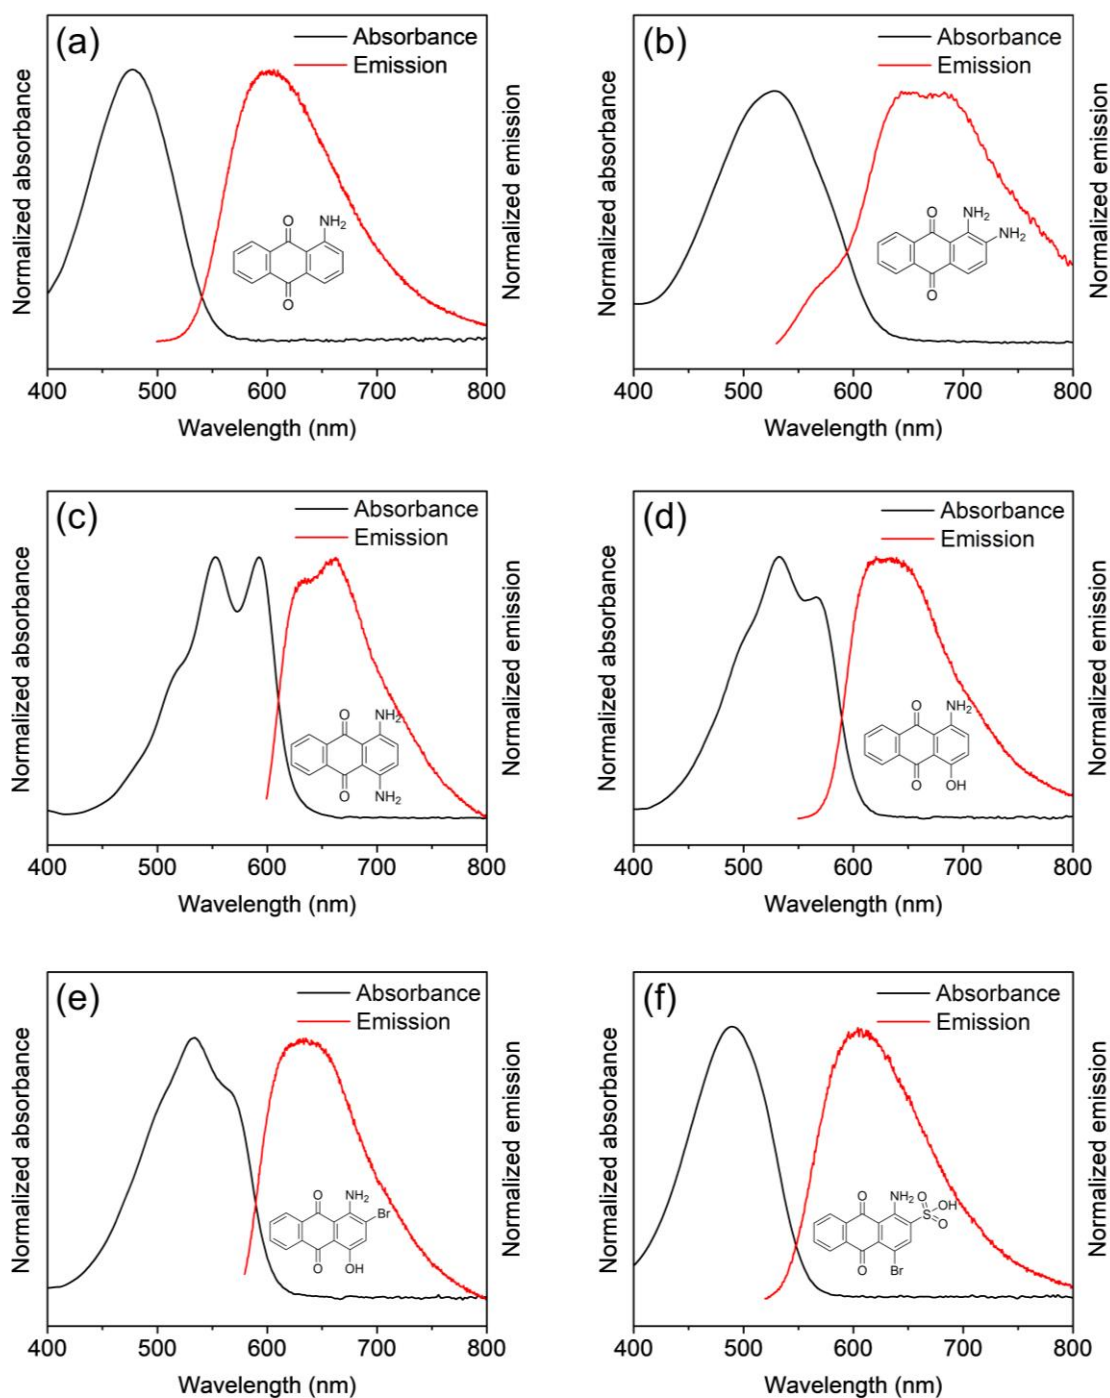 (a)
Absorbance
Emission
Normalized absorbance
Normalized emission
O
NH2
O
400 500 600 700 800
Wavelength (nm)
(b)
Absorbance
Emission
Normalized absorbance
Normalized emission
O
NH2
NH2
O
400 500 600 700 800
Wavelength (nm)
(c)
Absorbance
Emission
Normalized absorbance
Normalized emission
O
NH2
O
NH2
400 500 600 700 800
Wavelength (nm)
(d)
Absorbance
Emission
Normalized absorbance
Normalized emission
O
NH2
O
OH
400 500 600 700 800
Wavelength (nm)
(e)
Absorbance
Emission
Normalized absorbance
Normalized emission
O
NH2
Br
O
OH
400 500 600 700 800
Wavelength (nm)
(f)
Absorbance
Emission
Normalized absorbance
Normalized emission
O
NH2
O
S
OH
O
O
Br
400 500 600 700 800
Wavelength (nm)